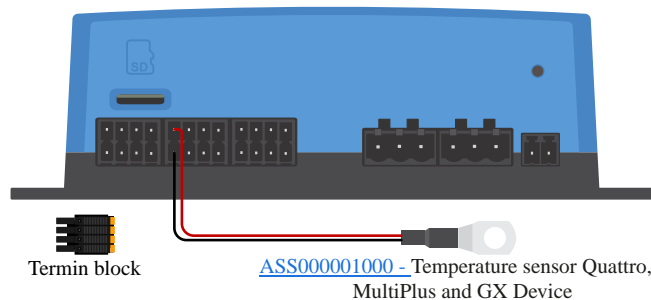 SD
Termin block
ASS000001000 - Temperature sensor Quattro,
MultiPlus and GX Device